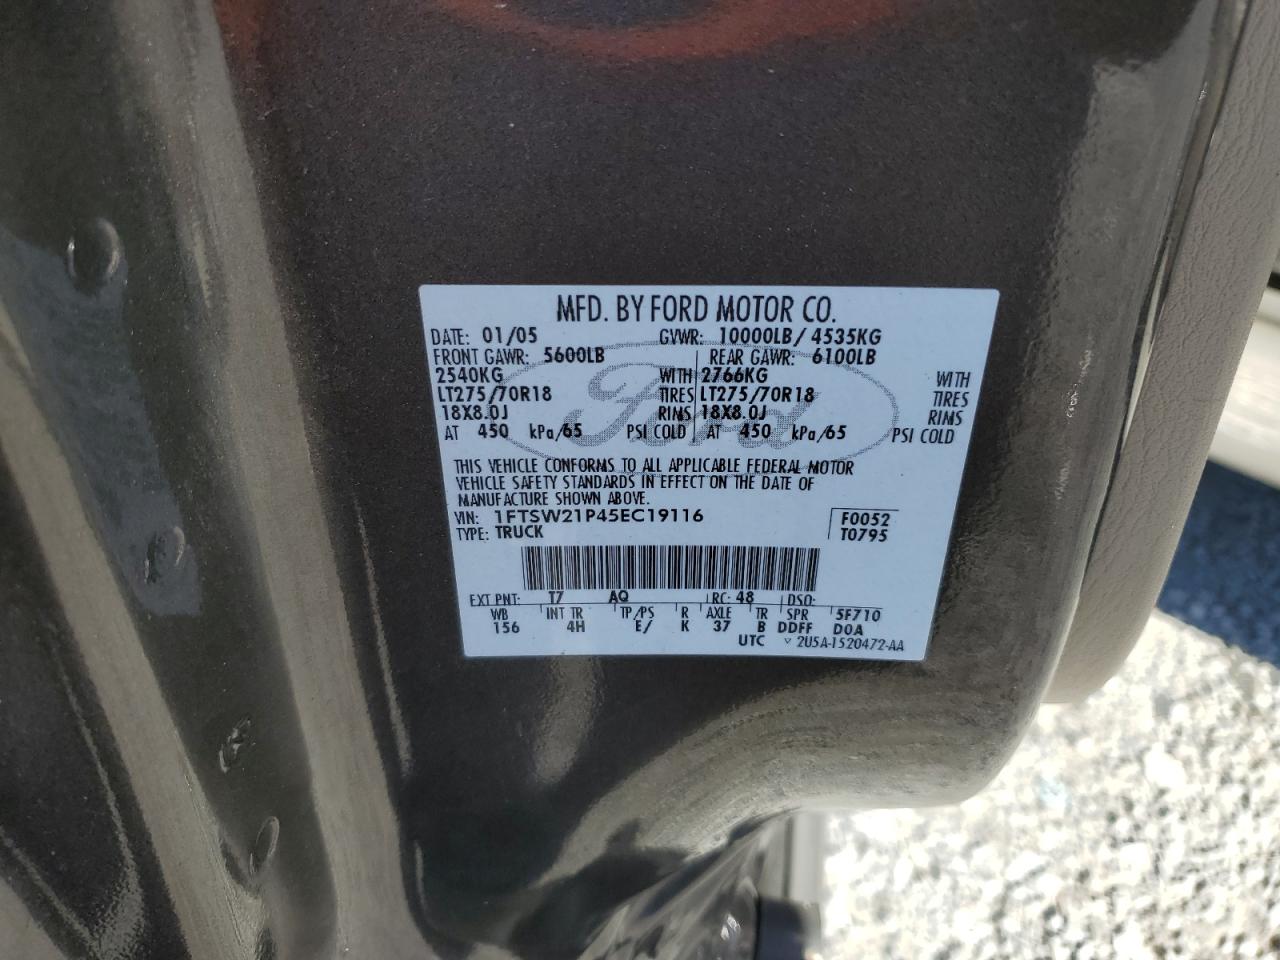 MFD. BY FORD MOTOR CO.
DATE: 01/05 GVWR: 10000LB/ 4535KG
FRONT GAWR: 5600LB REAR GAWR: 6100LB
2540KG WITH 2766KG WITH
LT275/70R18 TIRES LT275/70R18 TIRES
18X8.0J RIMS 18X8.0J RIMS
AT 450 kPa/65 PSI COLD AT 450 kPa/65 PSI COLD
Ford
THIS VEHICLE CONFORMS TO ALL APPLICABLE FEDERAL MOTOR
VEHICLE SAFETY STANDARDS IN EFFECT ON THE DATE OF
MANUFACTURE SHOWN ABOVE.
VIN: 1FTSW21P45EC19116 F0052
TYPE: TRUCK T0795
EXT PNT: T7 AQ RC: 48 DSO:
WB INT TR TP/PS R AXLE TR SPR 5F710
156 4H E/ K 37 B DDFF D0A
UTC 2U5A-1520472-AA